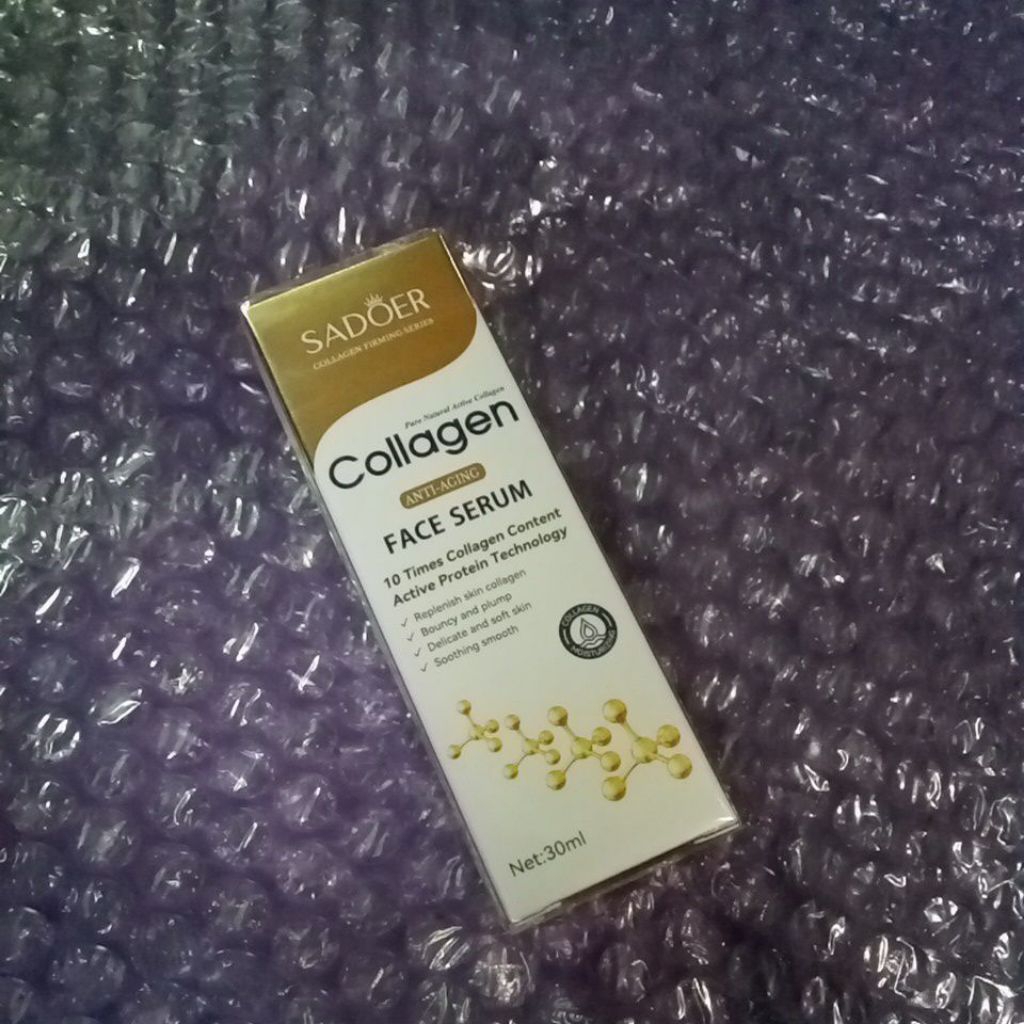 SADOER
COLLAGEN FIRMING SERIES
Pure Natural Active Collagen
Collagen
ANTI-AGING
FACE SERUM
10 Times Collagen Content
Active Protein Technology
✓ Replenish skin collagen
✓ Bouncy and plump
✓ Delicate and soft skin
✓ Soothing smooth
COLLAGEN
MOISTURIZING
Net:30ml